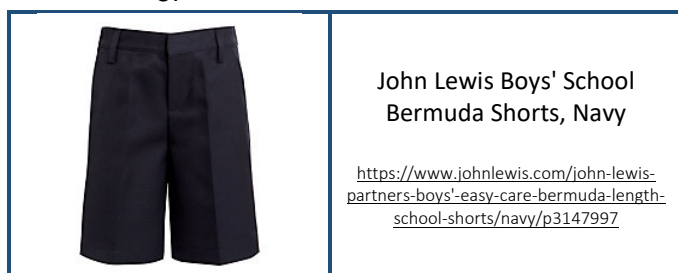 John Lewis Boys' School
Bermuda Shorts, Navy
https://www.johnlewis.com/john-lewis-
partners-boys'-easy-care-bermuda-length-
school-shorts/navy/p3147997